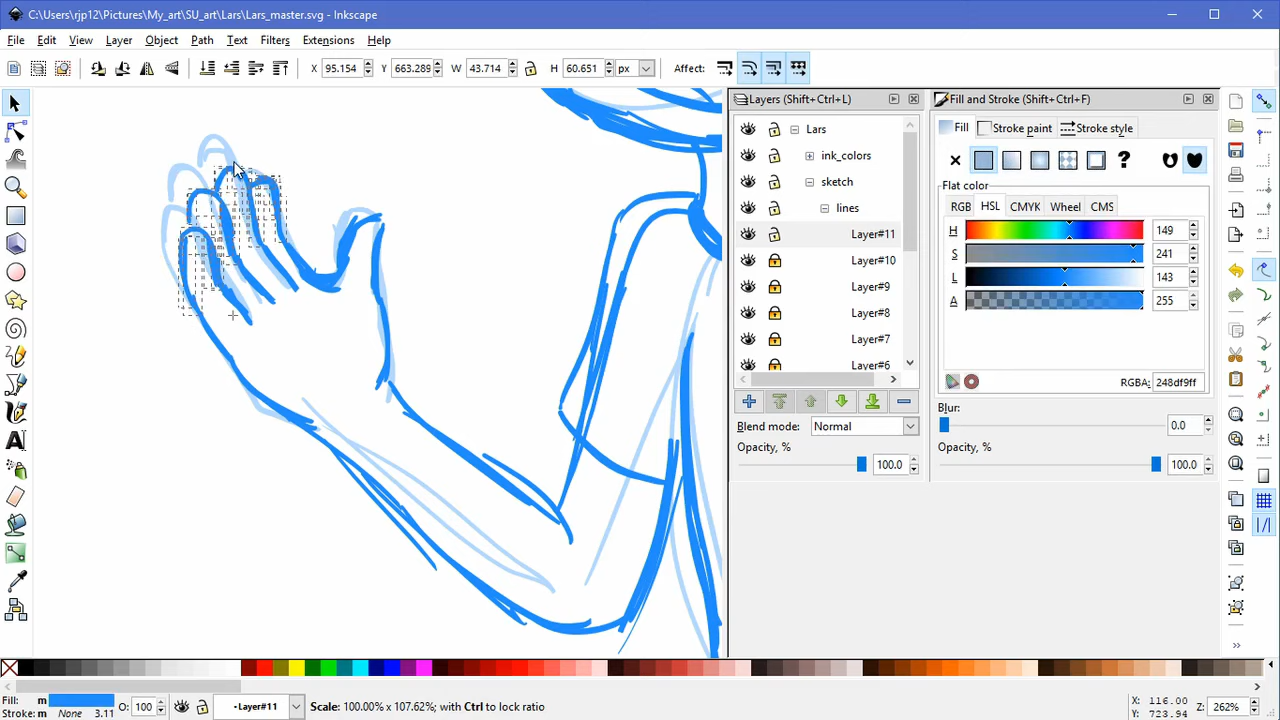 C:\Users\rjp12\Pictures\My_art\SU_art\Lars\Lars_master.svg - Inkscape
File Edit View Layer Object Path Filters Text Extensions Help
X 95.154 Y 663.289 W 43.714 H 60.651 px Affect:
Layers (Shift+Ctrl+L)
Lars
ink_colors
sketch
lines
Layer#11
Layer#10
Layer#9
Layer#8
Layer#7
Layer#6
Blend mode: Normal
Opacity, %
100.0
Fill and Stroke (Shift+Ctrl+F)
Fill Stroke paint Stroke style
?
Flat color
RGB HSL CMYK Wheel CMS
H 149
S 241
L 143
A 255
RGBA: 248df9ff
Blur:
0.0
Opacity, %
100.0
Fill: m
Stroke: None 3.11
O: 100
Layer#11
Scale: 100.00% x 107.62%; with Ctrl to lock ratio
X: 116.00
Y: 723.94
Z: 262%